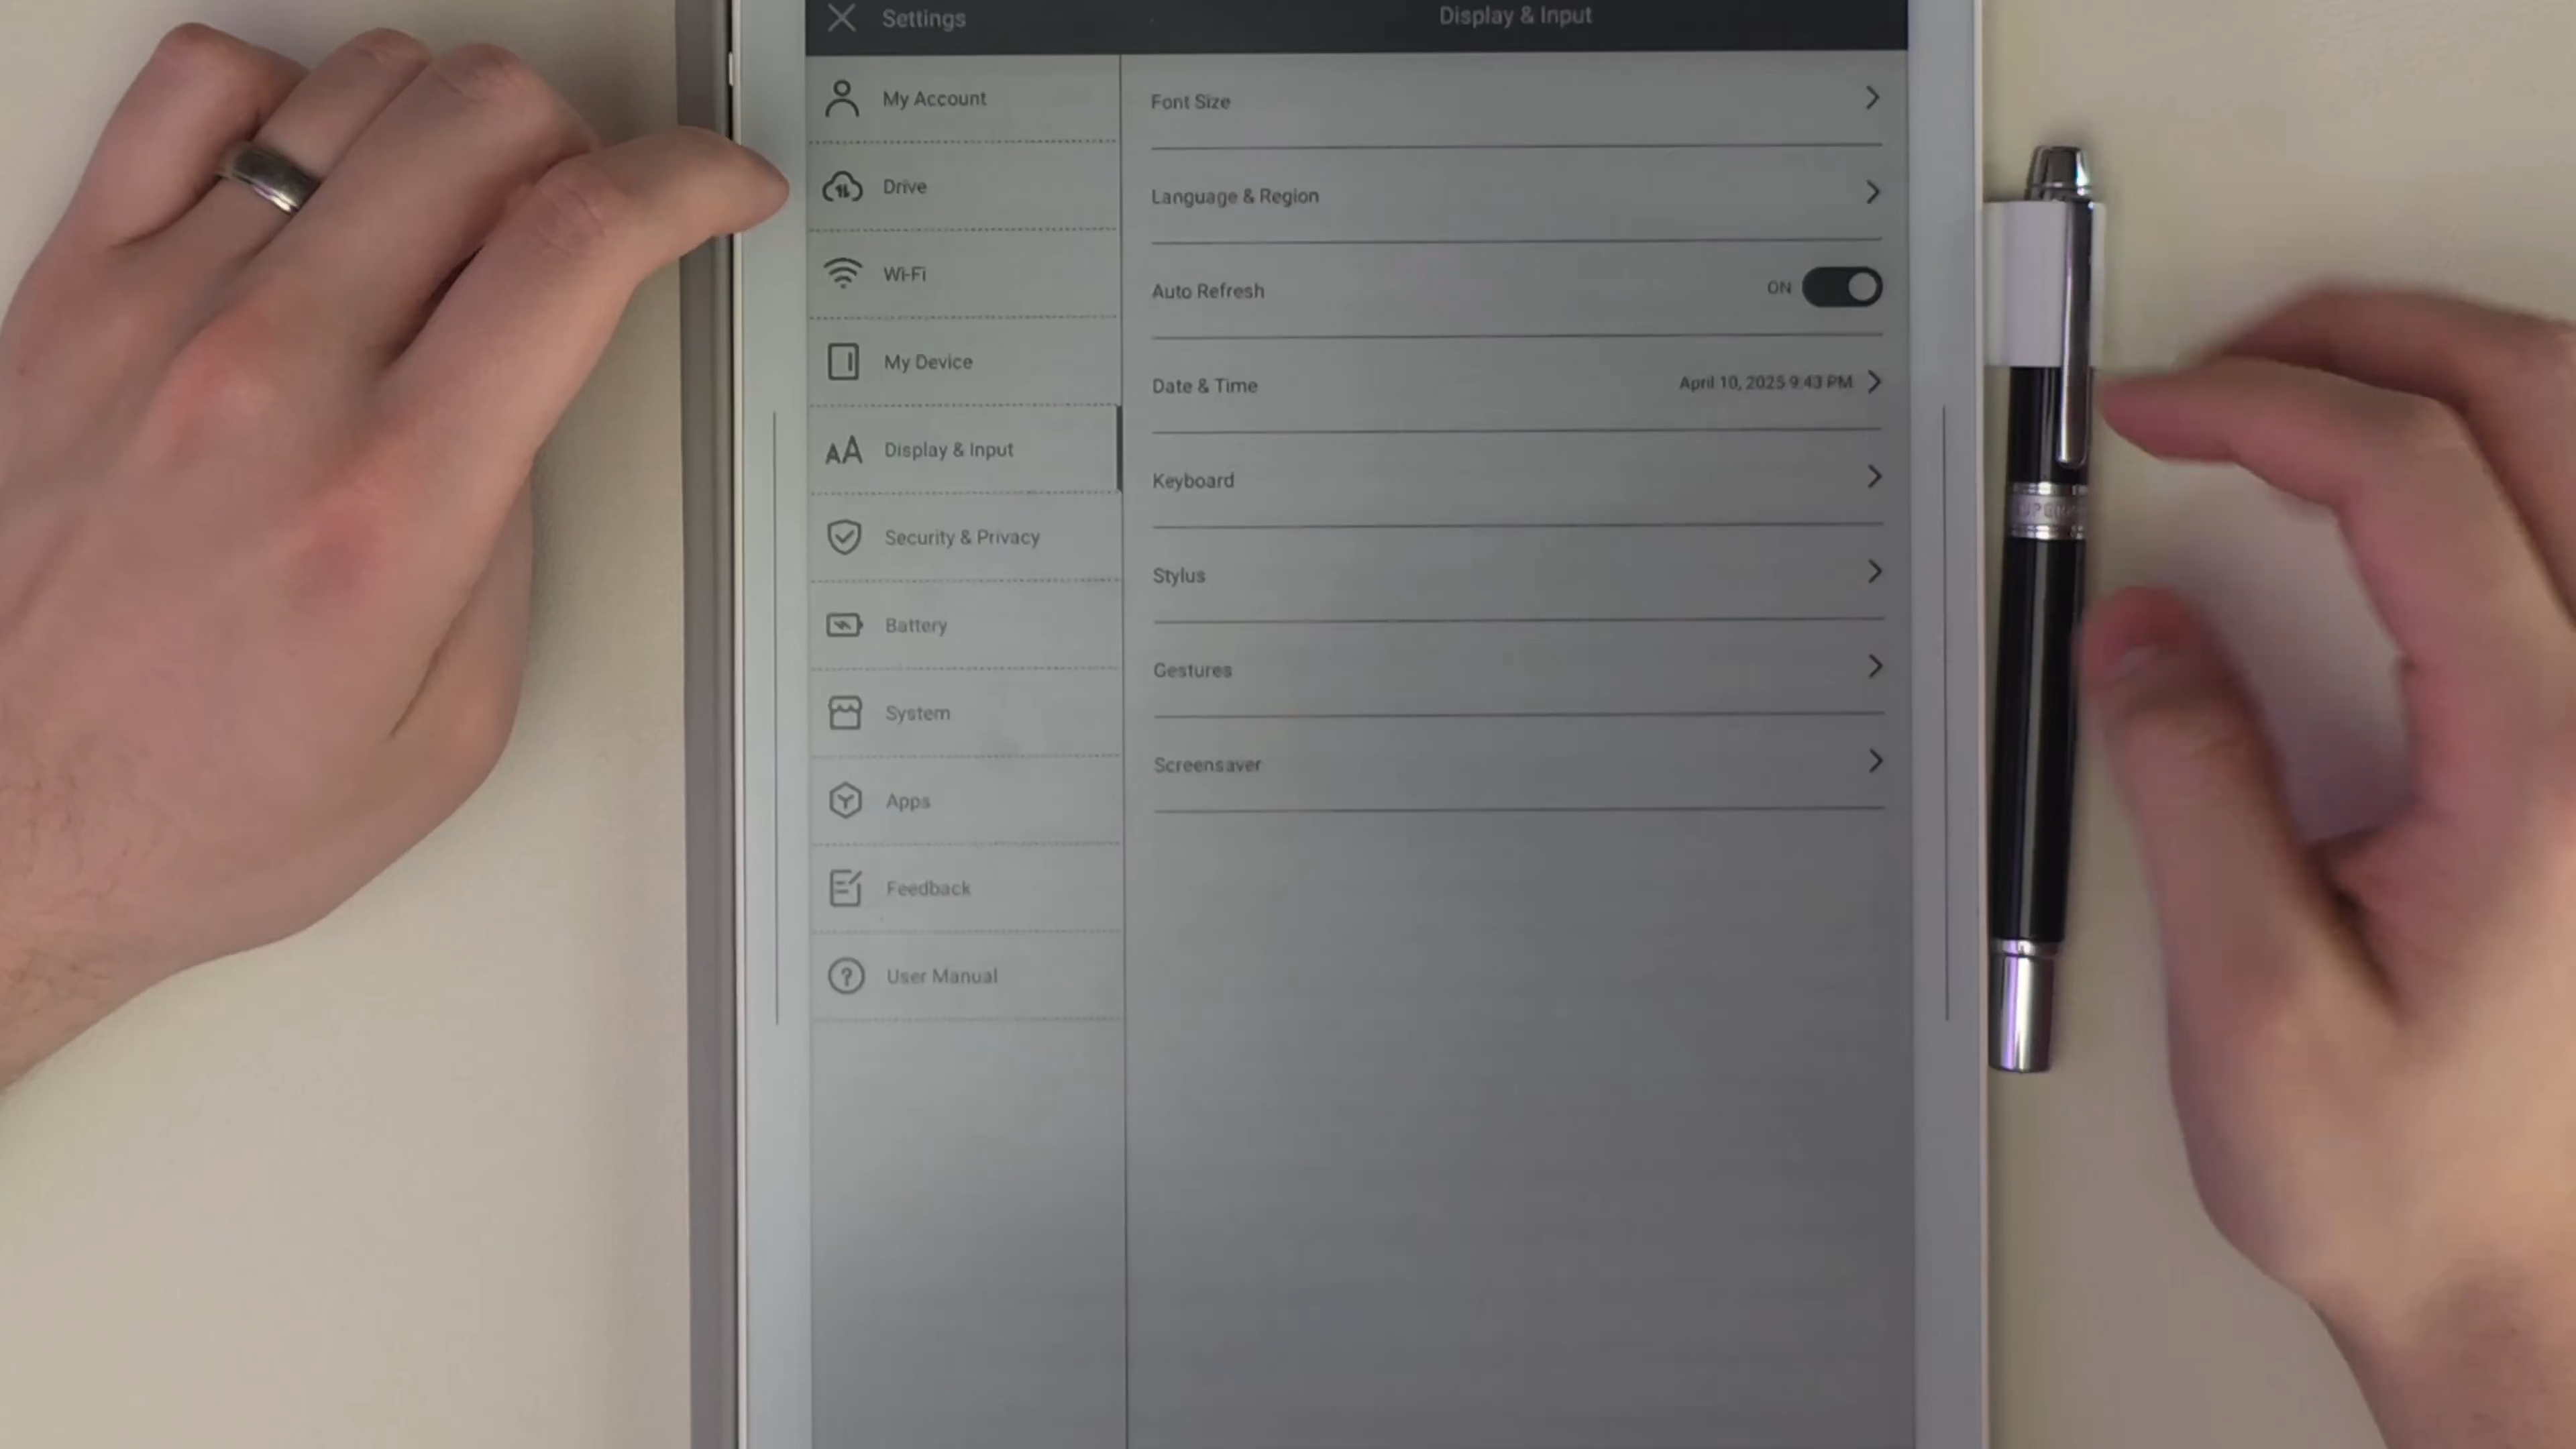 Settings
Display & Input
My Account
Drive
Wi-Fi
My Device
Display & Input
Security & Privacy
Battery
System
Apps
Feedback
User Manual
Font Size
Language & Region
Auto Refresh ON
Date & Time April 10, 2025 9:43 PM
Keyboard
Stylus
Gestures
Screensaver